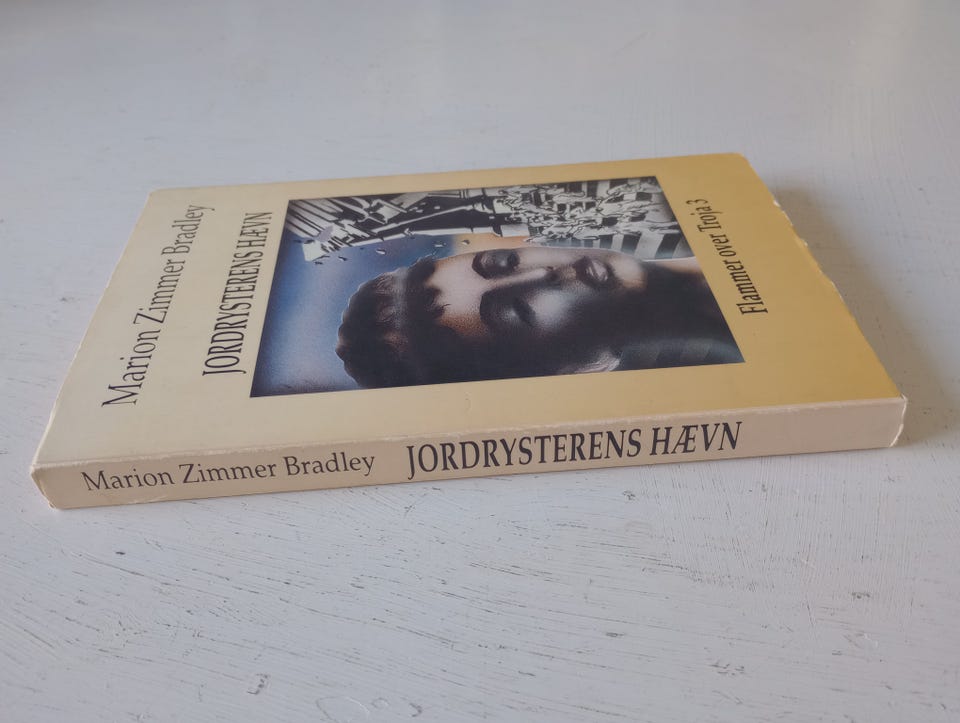 Marion Zimmer Bradley
JORDRYSTERENS HÆVN
Flammer over Troja 3
Marion Zimmer Bradley JORDRYSTERENS HÆVN